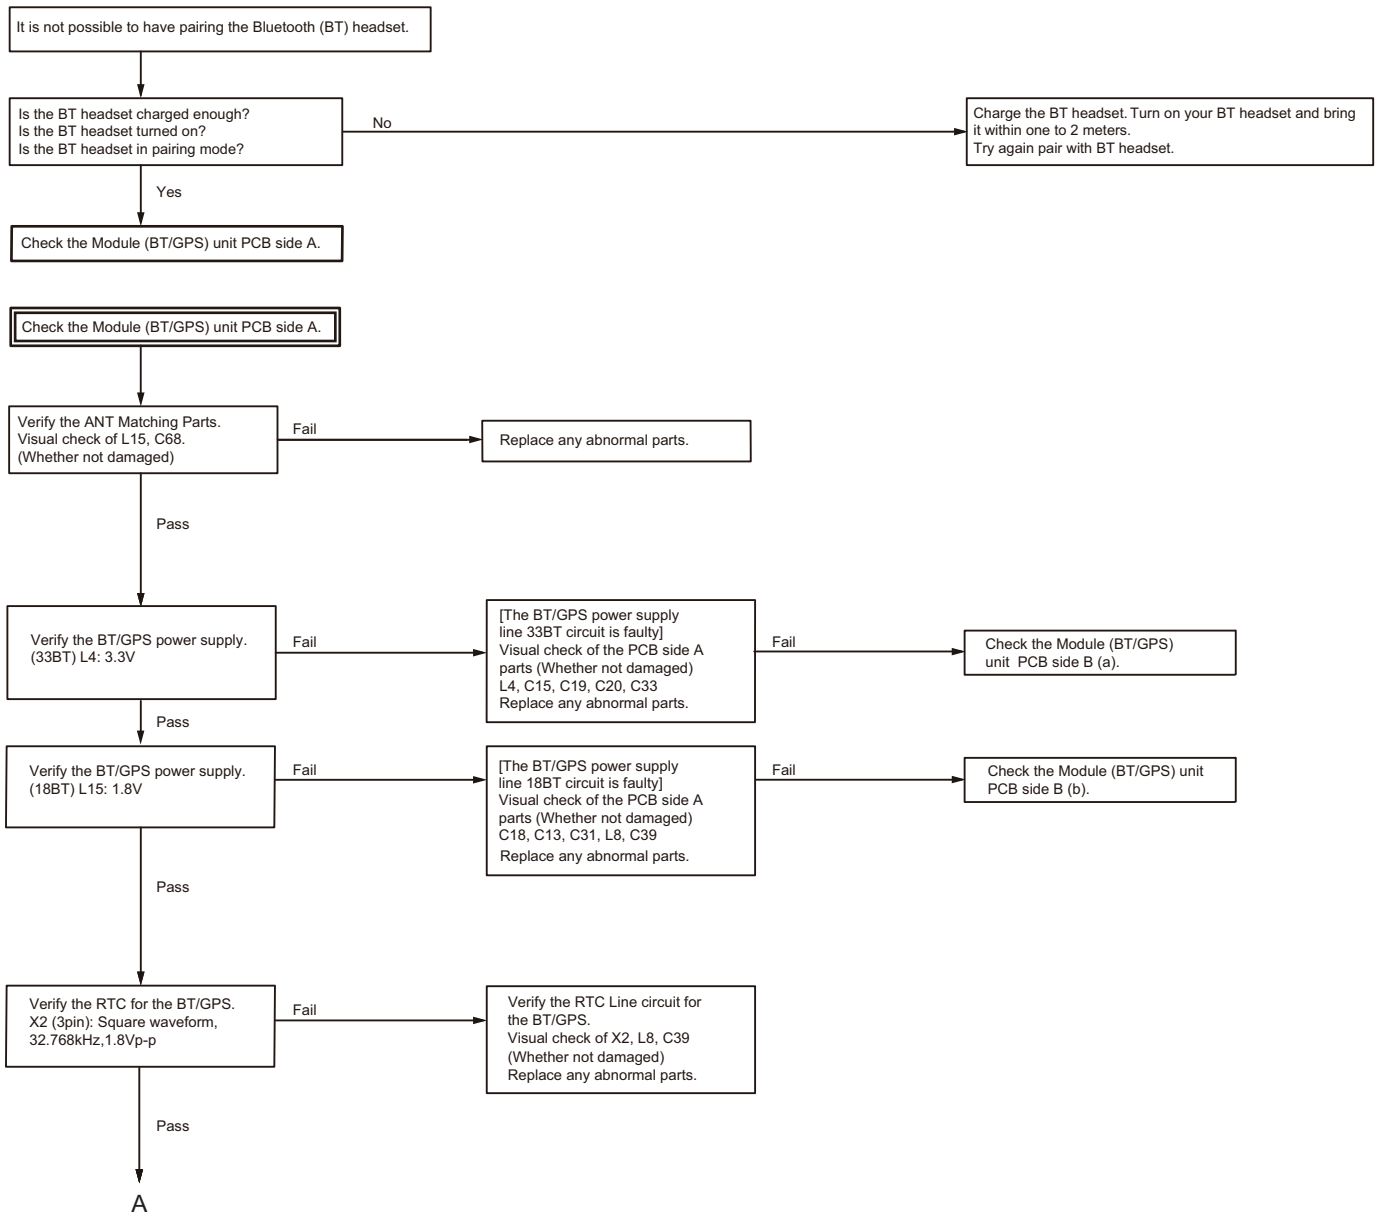 It is not possible to have pairing the Bluetooth (BT) headset.
Is the BT headset charged enough?
Is the BT headset turned on?
Is the BT headset in pairing mode?
No
Charge the BT headset. Turn on your BT headset and bring
it within one to 2 meters.
Try again pair with BT headset.
Yes
Check the Module (BT/GPS) unit PCB side A.
Check the Module (BT/GPS) unit PCB side A.
Verify the ANT Matching Parts.
Visual check of L15, C68.
(Whether not damaged)
Fail
Replace any abnormal parts.
Pass
Verify the BT/GPS power supply.
(33BT) L4: 3.3V
Fail
[The BT/GPS power supply
line 33BT circuit is faulty]
Visual check of the PCB side A
parts (Whether not damaged)
L4, C15, C19, C20, C33
Replace any abnormal parts.
Fail
Check the Module (BT/GPS)
unit PCB side B (a).
Pass
Verify the BT/GPS power supply.
(18BT) L15: 1.8V
Fail
[The BT/GPS power supply
line 18BT circuit is faulty]
Visual check of the PCB side A
parts (Whether not damaged)
C18, C13, C31, L8, C39
Replace any abnormal parts.
Fail
Check the Module (BT/GPS) unit
PCB side B (b).
Pass
Verify the RTC for the BT/GPS.
X2 (3pin): Square waveform,
32.768kHz,1.8Vp-p
Fail
Verify the RTC Line circuit for
the BT/GPS.
Visual check of X2, L8, C39
(Whether not damaged)
Replace any abnormal parts.
Pass
A